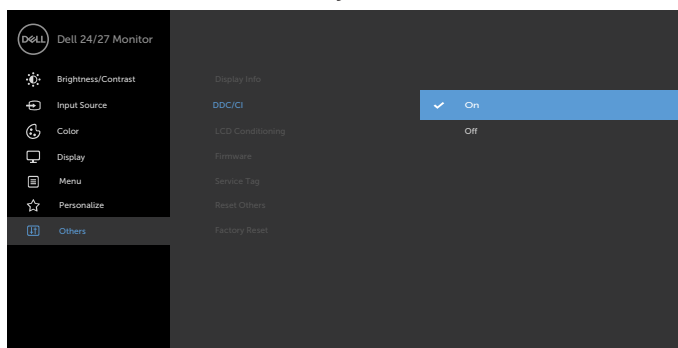 DELL
Dell 24/27 Monitor
Brightness/Contrast
Input Source
Color
Display
Menu
Personalize
Others
Display Info
DDC/CI
LCD Conditioning
Firmware
Service Tag
Reset Others
Factory Reset
On
Off